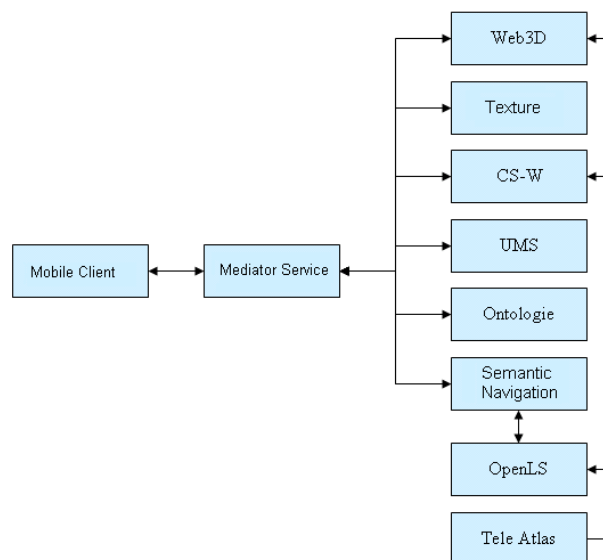 Web3D
Texture
CS-W
UMS
Mobile Client
Mediator Service
Ontologie
Semantic
Navigation
OpenLS
Tele Atlas